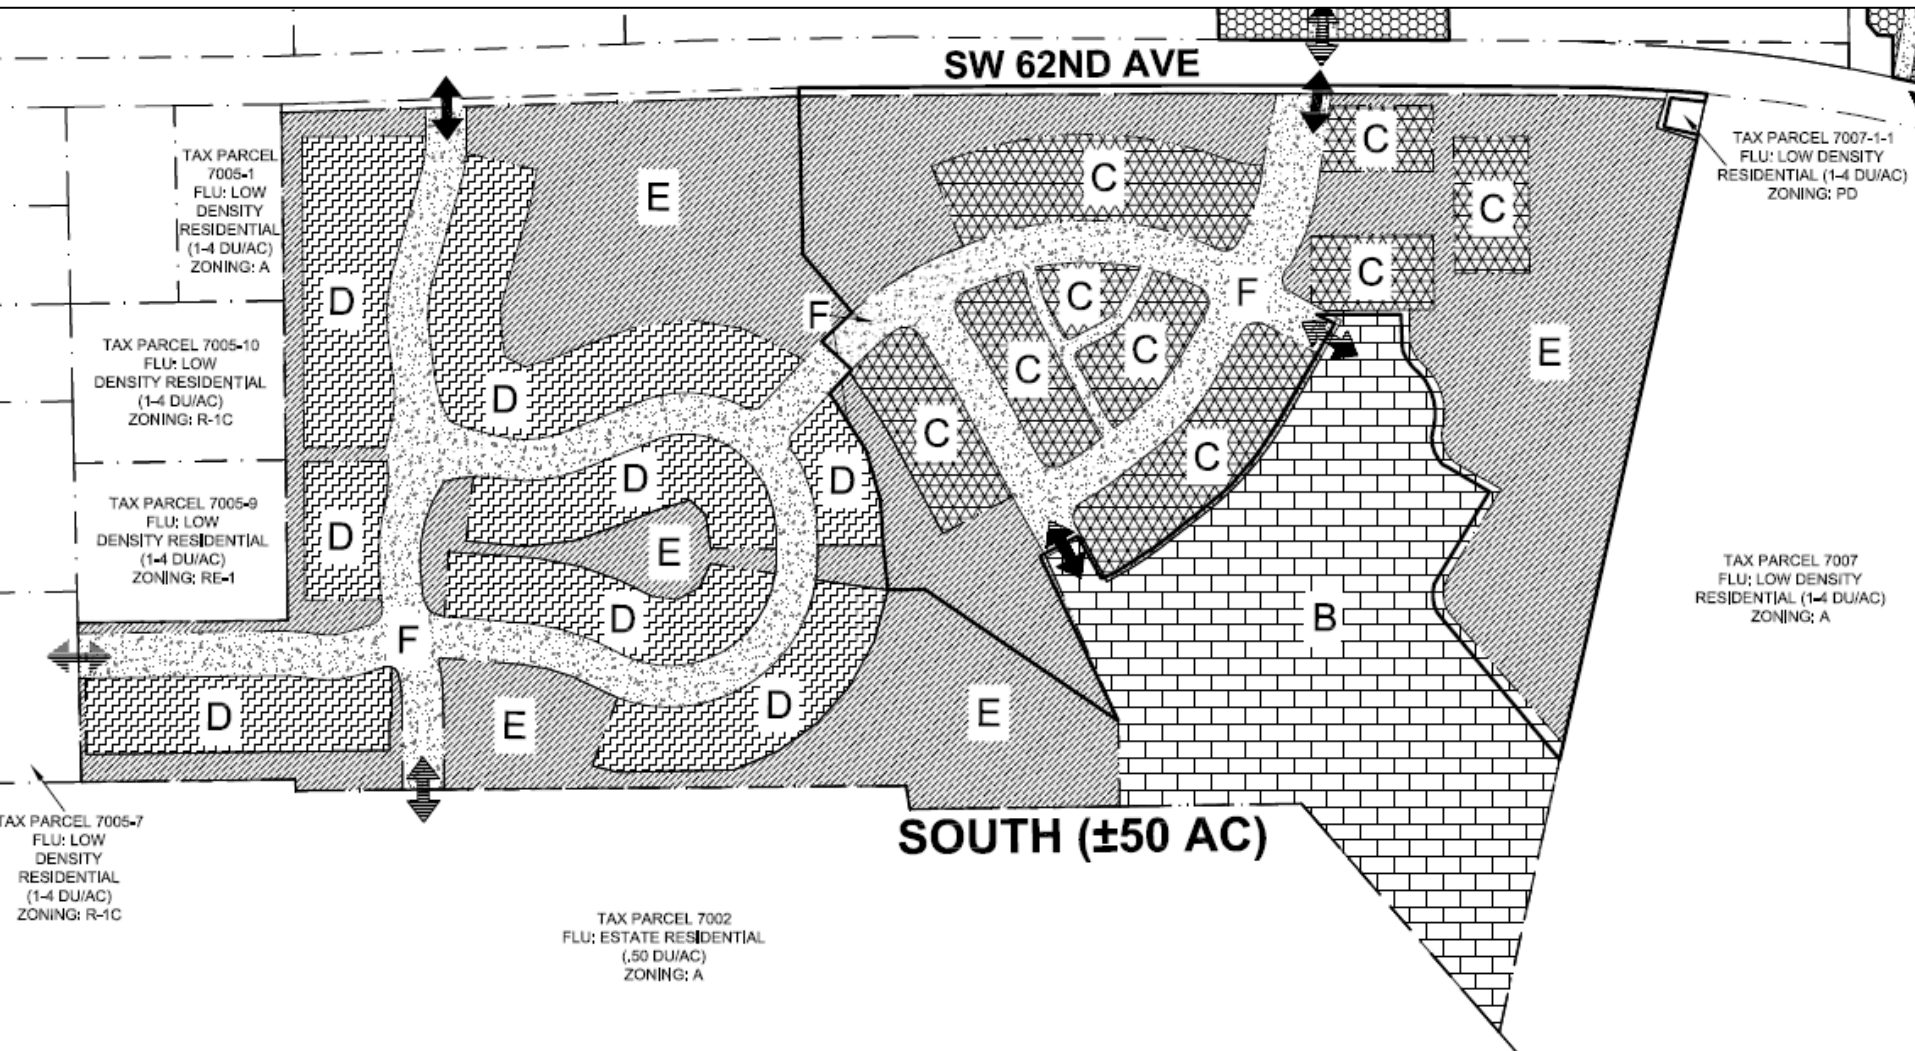 SW 62ND AVE
TAX PARCEL
7005-1
FLU: LOW
DENSITY
RESIDENTIAL
(1-4 DU/AC)
ZONING: A
TAX PARCEL 7007-1-1
FLU: LOW DENSITY
RESIDENTIAL (1-4 DU/AC)
ZONING: PD
C
C
E
C
D
C
C
F
F
C
E
TAX PARCEL 7005-10
FLU: LOW
DENSITY RESIDENTIAL
(1-4 DU/AC)
ZONING: R-1C
C
C
D
C
C
D
D
TAX PARCEL 7005-9
FLU: LOW
DENSITY RESIDENTIAL
(1-4 DU/AC)
ZONING: RE-1
D
E
TAX PARCEL 7007
FLU: LOW DENSITY
RESIDENTIAL (1-4 DU/AC)
ZONING: A
D
B
F
D
D
E
E
D
SOUTH (±50 AC)
TAX PARCEL 7005-7
FLU: LOW
DENSITY
RESIDENTIAL
(1-4 DU/AC)
ZONING: R-1C
TAX PARCEL 7002
FLU: ESTATE RESIDENTIAL
(.50 DU/AC)
ZONING: A